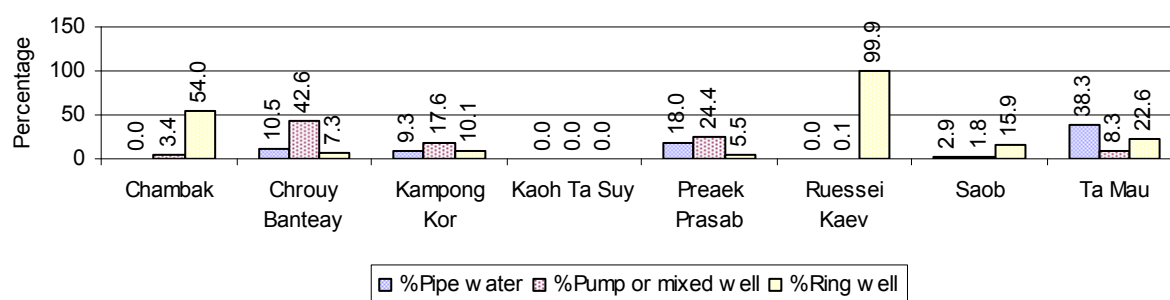 150
100
50
0
Percentage
0.0 3.4 54.0 10.5 42.6 7.3 9.3 17.6 10.1 0.0 0.0 0.0 18.0 24.4 5.5 0.0 0.1 99.9 2.9 1.8 15.9 38.3 8.3 22.6
Chambak Chrouy Kampong Kaoh Ta Suy Preaek Ruessei Saob Ta Mau
Banteay Kor Prasab Kaev
%Pipe water %Pump or mixed well %Ring well